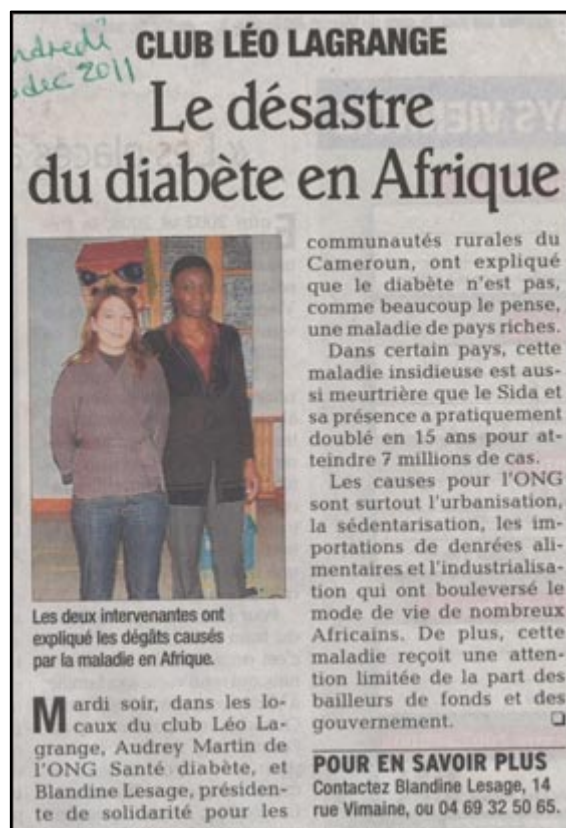 ndredi
dec 2011
CLUB LÉO LAGRANGE
Le désastre
du diabète en Afrique
Les deux intervenantes ont
expliqué les dégâts causés
par la maladie en Afrique.
Mardi soir, dans les lo-
caux du club Léo La-
grange, Audrey Martin de
l'ONG Santé diabète, et
Blandine Lesage, présiden-
te de solidarité pour les
communautés rurales du
Cameroun, ont expliqué
que le diabète n'est pas,
comme beaucoup le pense,
une maladie de pays riches.
Dans certain pays, cette
maladie insidieuse est aus-
si meurtrière que le Sida et
sa présence a pratiquement
doublé en 15 ans pour at-
teindre 7 millions de cas.
Les causes pour l'ONG
sont surtout l'urbanisation,
la sédentarisation, les im-
portations de denrées ali-
mentaires et l'industrialisa-
tion qui ont bouleversé le
mode de vie de nombreux
Africains. De plus, cette
maladie reçoit une atten-
tion limitée de la part des
bailleurs de fonds et des
gouvernement.
POUR EN SAVOIR PLUS
Contactez Blandine Lesage, 14
rue Vimaine, ou 04 69 32 50 65.